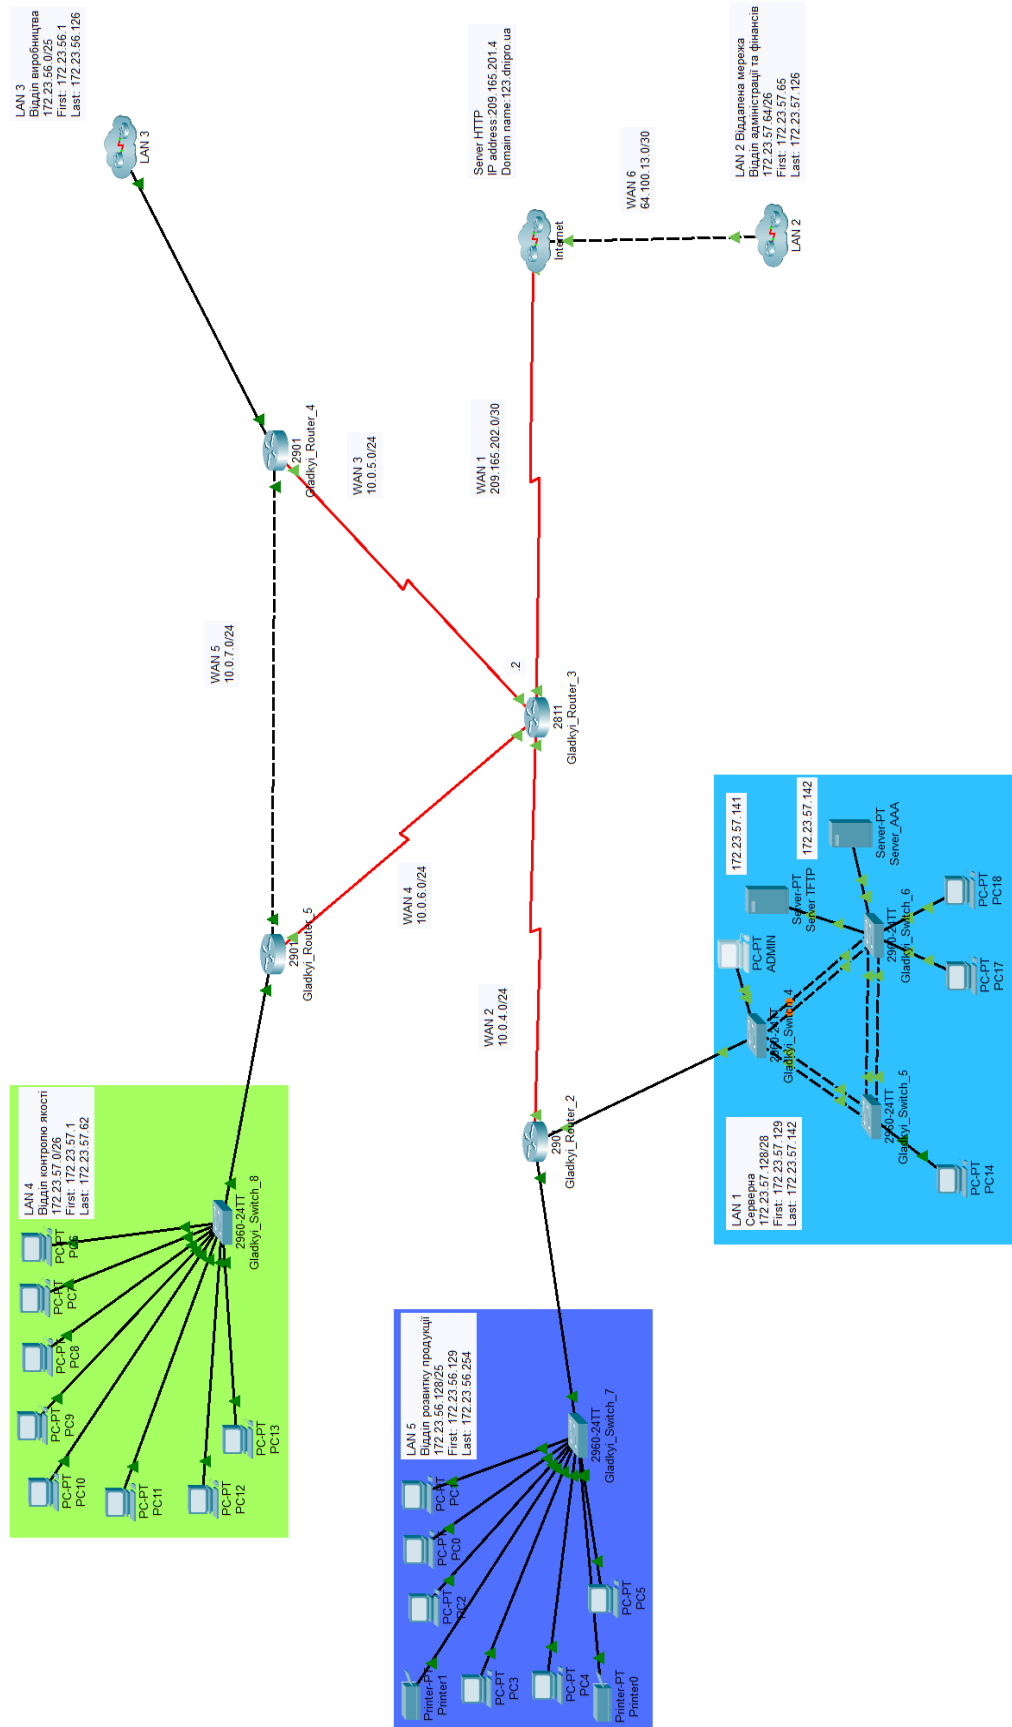 LAN 4
Відділ контролю якості
172.23.57.0/26
First: 172.23.57.1
Last: 172.23.57.62
PC-PT
PC10
PC-PT
PC9
PC-PT
PC8
PC-PT
PC7
PC-PT
PC6
PC-PT
PC11
PC-PT
PC12
PC-PT
PC13
2960-24TT
Gladkyi_Switch_8
WAN 5
10.0.7.0/24
LAN 3
Відділ виробництва
172.23.56.0/25
First: 172.23.56.1
Last: 172.23.56.126
LAN 3
2901
Gladkyi_Router_5
2901
Gladkyi_Router_4
WAN 3
10.0.5.0/24
WAN 4
10.0.6.0/24
LAN 5
Відділ розвитку продукції
172.23.56.128/25
First: 172.23.56.129
Last: 172.23.56.254
Printer-PT
Printer1
PC-PT
PC2
PC-PT
PC0
PC-PT
PC-PT
PC3
PC-PT
PC4
Printer-PT
Printer0
PC-PT
PC5
2960-24TT
Gladkyi_Switch_7
WAN 2
10.0.4.0/24
.2
WAN 1
209.165.202.0/30
Server HTTP
IP address:209.165.201.4
Domain name:123.dnipro.ua
Internet
2901
Gladkyi_Router_2
2811
Gladkyi_Router_3
WAN 6
64.100.13.0/30
LAN 2 Віддалена мережа
Відділ адміністрації та фінансів
172.23.57.64/26
First: 172.23.57.65
Last: 172.23.57.126
LAN 2
LAN 1
Серверна
172.23.57.128/28
First: 172.23.57.129
Last: 172.23.57.142
PC-PT
ADMIN
172.23.57.141
Server-PT
Server TFTP
172.23.57.142
Server-PT
Server_AAA
2960-24TT
Gladkyi_Switch_4
2960-24TT
Gladkyi_Switch_5
2960-24TT
Gladkyi_Switch_6
PC-PT
PC14
PC-PT
PC17
PC-PT
PC18